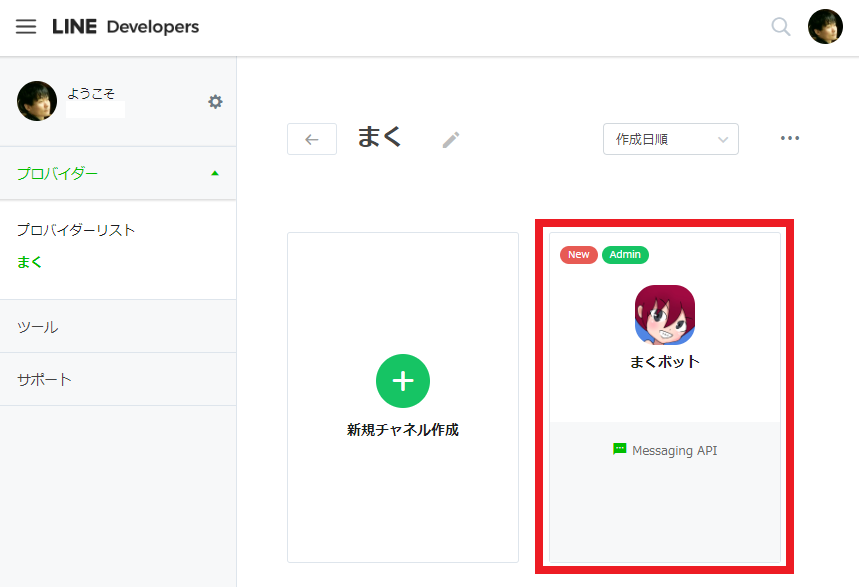 LINE Developers
ようこそ
プロバイダー
プロバイダーリスト
まく
ツール
サポート
まく
作成日順
新規チャネル作成
New
Admin
まくボット
Messaging API